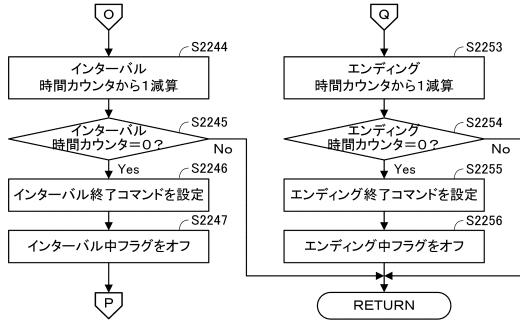 O
S2244
インターバル
時間カウンタから1減算
S2245
インターバル
時間カウンタ=0?
No
Yes
S2246
インターバル終了コマンドを設定
S2247
インターバル中フラグをオフ
P
Q
S2253
エンディング
時間カウンタから1減算
S2254
エンディング
時間カウンタ=0?
No
Yes
S2255
エンディング終了コマンドを設定
S2256
エンディング中フラグをオフ
RETURN